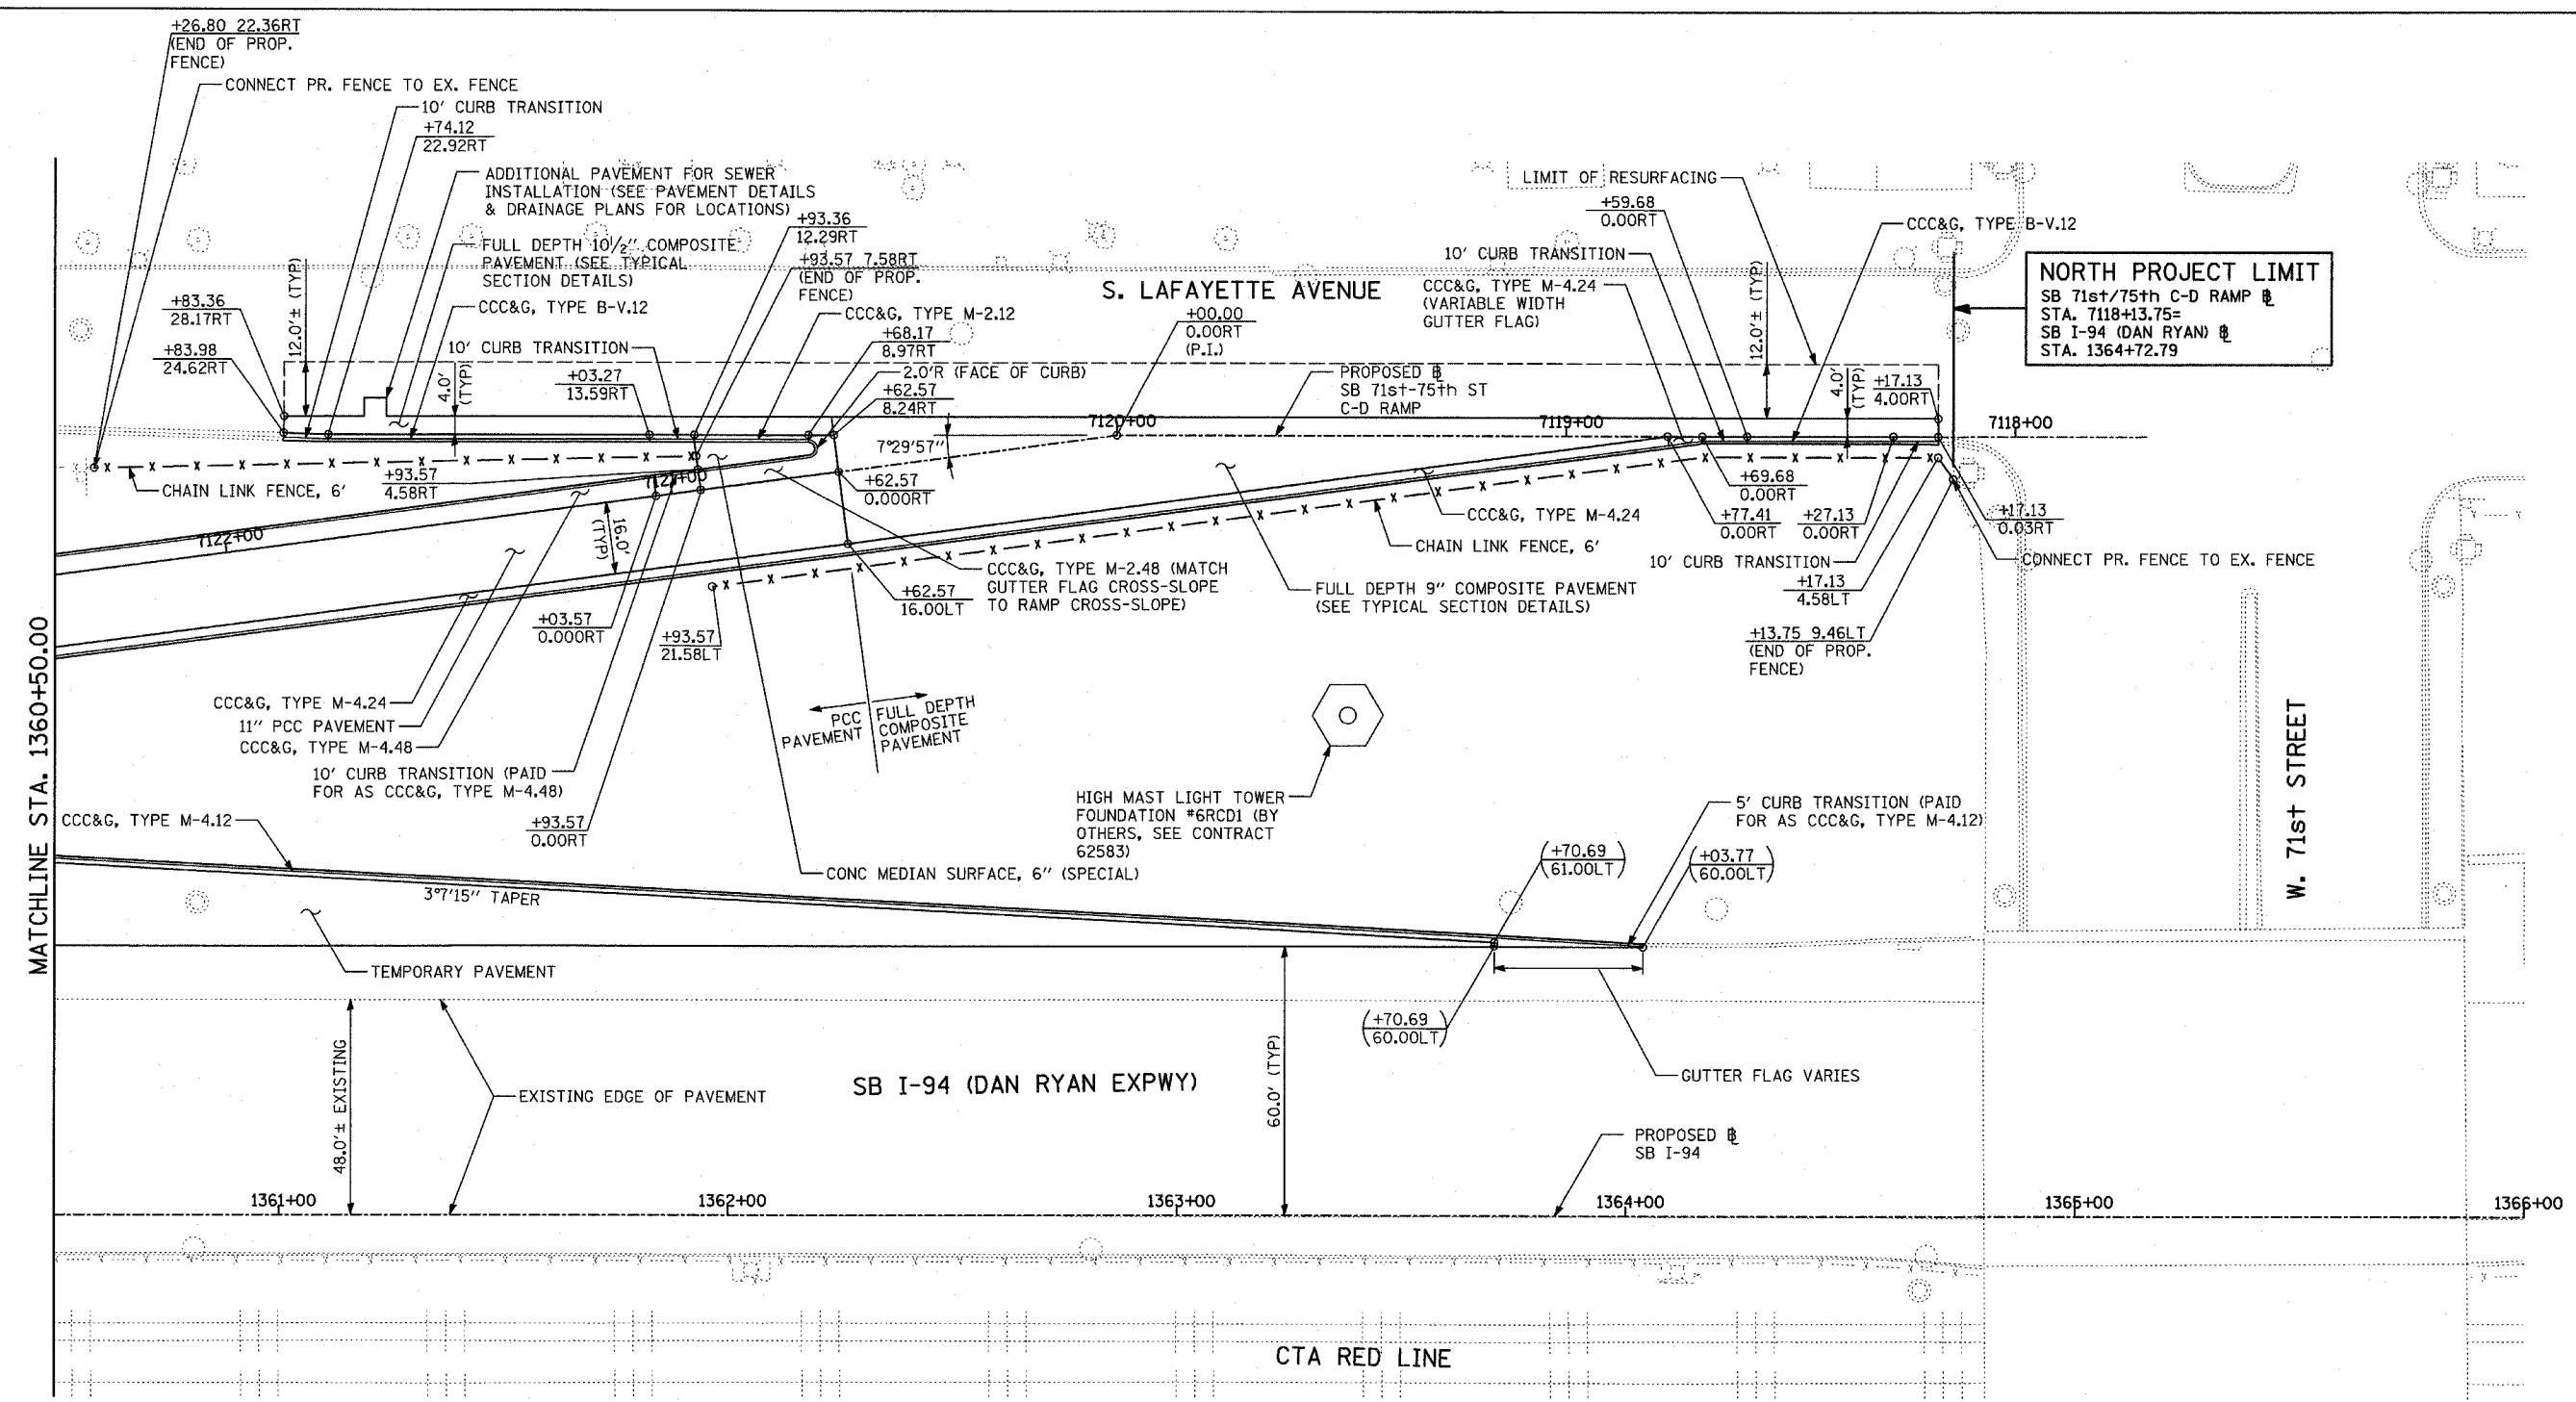 +26.80 22.36RT
(END OF PROP.
FENCE)
CONNECT PR. FENCE TO EX. FENCE
10' CURB TRANSITION
+74.12
22.92RT
ADDITIONAL PAVEMENT FOR SEWER
INSTALLATION (SEE PAVEMENT DETAILS
& DRAINAGE PLANS FOR LOCATIONS)
FULL DEPTH 10 1/2" COMPOSITE
PAVEMENT (SEE TYPICAL
SECTION DETAILS)
CCC&G, TYPE B-V.12
+93.36
12.29RT
+93.57 7.58RT
(END OF PROP.
FENCE)
CCC&G, TYPE M-2.12
+68.17
8.97RT
2.0'R (FACE OF CURB)
+62.57
8.24RT
+83.36
28.17RT
+83.98
24.62RT
12.0'± (TYP)
10' CURB TRANSITION
4.0'
(TYP)
+03.27
13.59RT
S. LAFAYETTE AVENUE
+00.00
0.00RT
(P.I.)
PROPOSED ℄
SB 71st-75th ST
C-D RAMP
7°29'57"
LIMIT OF RESURFACING
+59.68
0.00RT
10' CURB TRANSITION
CCC&G, TYPE M-4.24
(VARIABLE WIDTH
GUTTER FLAG)
CCC&G, TYPE B-V.12
12.0'± (TYP)
4.0'
(TYP)
+17.13
4.00RT
NORTH PROJECT LIMIT
SB 71st/75th C-D RAMP ℄
STA. 7118+13.75=
SB I-94 (DAN RYAN) ℄
STA. 1364+72.79
7120+00
7119+00
7118+00
7121+00
7122+00
CHAIN LINK FENCE, 6'
+93.57
4.58RT
16.0'
(TYP)
+62.57
0.000RT
+69.68
0.00RT
+77.41
0.00RT
+27.13
0.00RT
+17.13
0.03RT
CCC&G, TYPE M-4.24
CHAIN LINK FENCE, 6'
10' CURB TRANSITION
CONNECT PR. FENCE TO EX. FENCE
CCC&G, TYPE M-2.48 (MATCH
GUTTER FLAG CROSS-SLOPE
TO RAMP CROSS-SLOPE)
FULL DEPTH 9" COMPOSITE PAVEMENT
(SEE TYPICAL SECTION DETAILS)
+17.13
4.58LT
+62.57
16.00LT
+03.57
0.000RT
+93.57
21.58LT
+13.75 9.46LT
(END OF PROP.
FENCE)
MATCHLINE STA. 1360+50.00
CCC&G, TYPE M-4.24
11" PCC PAVEMENT
CCC&G, TYPE M-4.48
10' CURB TRANSITION (PAID
FOR AS CCC&G, TYPE M-4.48)
PCC
PAVEMENT
FULL DEPTH
COMPOSITE
PAVEMENT
W. 71st STREET
HIGH MAST LIGHT TOWER
FOUNDATION #6RCD1 (BY
OTHERS, SEE CONTRACT
62583)
5' CURB TRANSITION (PAID
FOR AS CCC&G, TYPE M-4.12)
CCC&G, TYPE M-4.12
+93.57
0.00RT
CONC MEDIAN SURFACE, 6" (SPECIAL)
(+70.69
61.00LT)
(+03.77
60.00LT)
3°7'15" TAPER
TEMPORARY PAVEMENT
(+70.69
60.00LT)
48.0'± EXISTING
EXISTING EDGE OF PAVEMENT
SB I-94 (DAN RYAN EXPWY)
60.0' (TYP)
GUTTER FLAG VARIES
PROPOSED ℄
SB I-94
1361+00
1362+00
1363+00
1364+00
1365+00
1366+00
CTA RED LINE